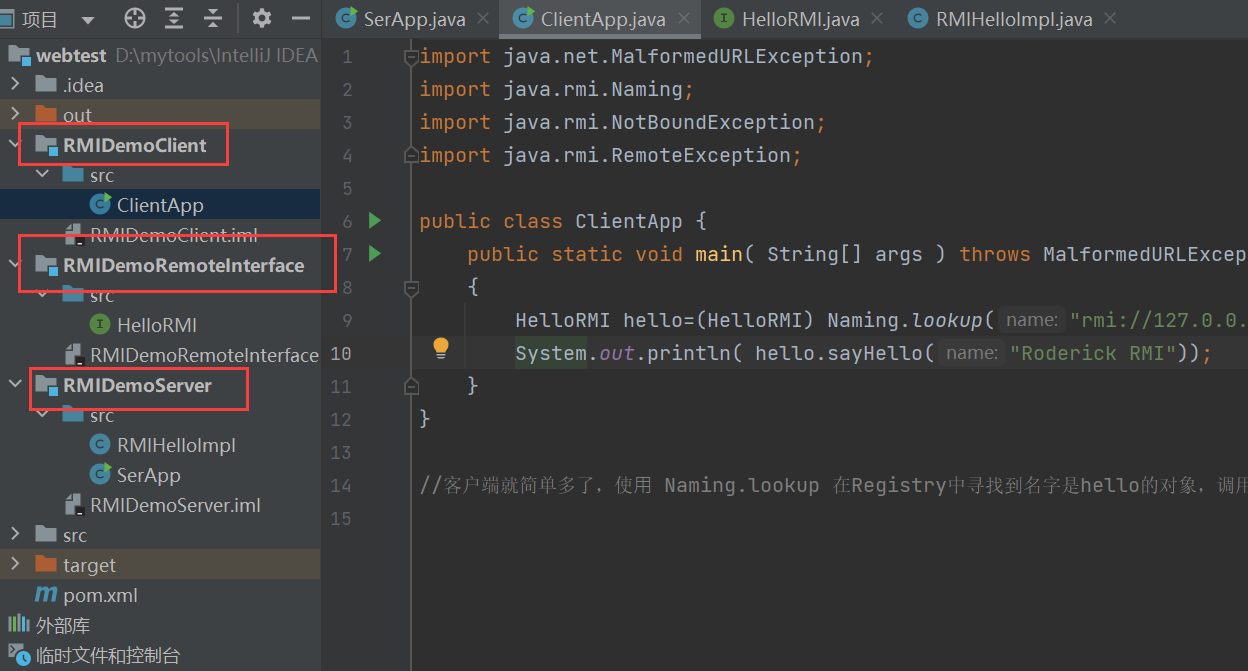 项目
SerApp.java
ClientApp.java
HelloRMI.java
RMIHelloImpl.java
webtest D:\mytools\IntelliJ IDEA
.idea
out
RMIDemoClient
src
ClientApp
RMIDemoClient.iml
RMIDemoRemoteInterface
src
HelloRMI
RMIDemoRemoteInterface
RMIDemoServer
src
RMIHelloImpl
SerApp
RMIDemoServer.iml
src
target
pom.xml
外部库
临时文件和控制台
1 import java.net.MalformedURLException;
2 import java.rmi.Naming;
3 import java.rmi.NotBoundException;
4 import java.rmi.RemoteException;
5
6 public class ClientApp {
7 public static void main( String[] args ) throws MalformedURLExcep
8 {
9 HelloRMI hello=(HelloRMI) Naming.lookup( name: "rmi://127.0.0.
10 System.out.println( hello.sayHello( name: "Roderick RMI"));
11 }
12 }
13
14 //客户端就简单多了，使用 Naming.lookup 在Registry中寻找到名字是hello的对象，调用
15